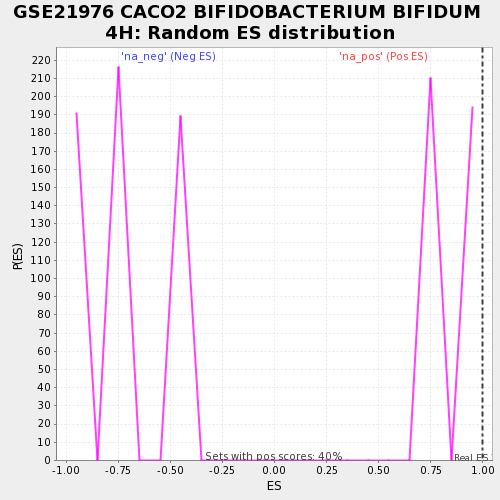 GSE21976 CACO2 BIFIDOBACTERIUM BIFIDUM
4H: Random ES distribution
'na_neg' (Neg ES)
'na_pos' (Pos ES)
P(ES)
220
210
200
190
180
170
160
150
140
130
120
110
100
90
80
70
60
50
40
30
20
10
0
Sets with pos scores: 40%
Real ES
-1.00 -0.75 -0.50 -0.25 0.00 0.25 0.50 0.75 1.00
ES